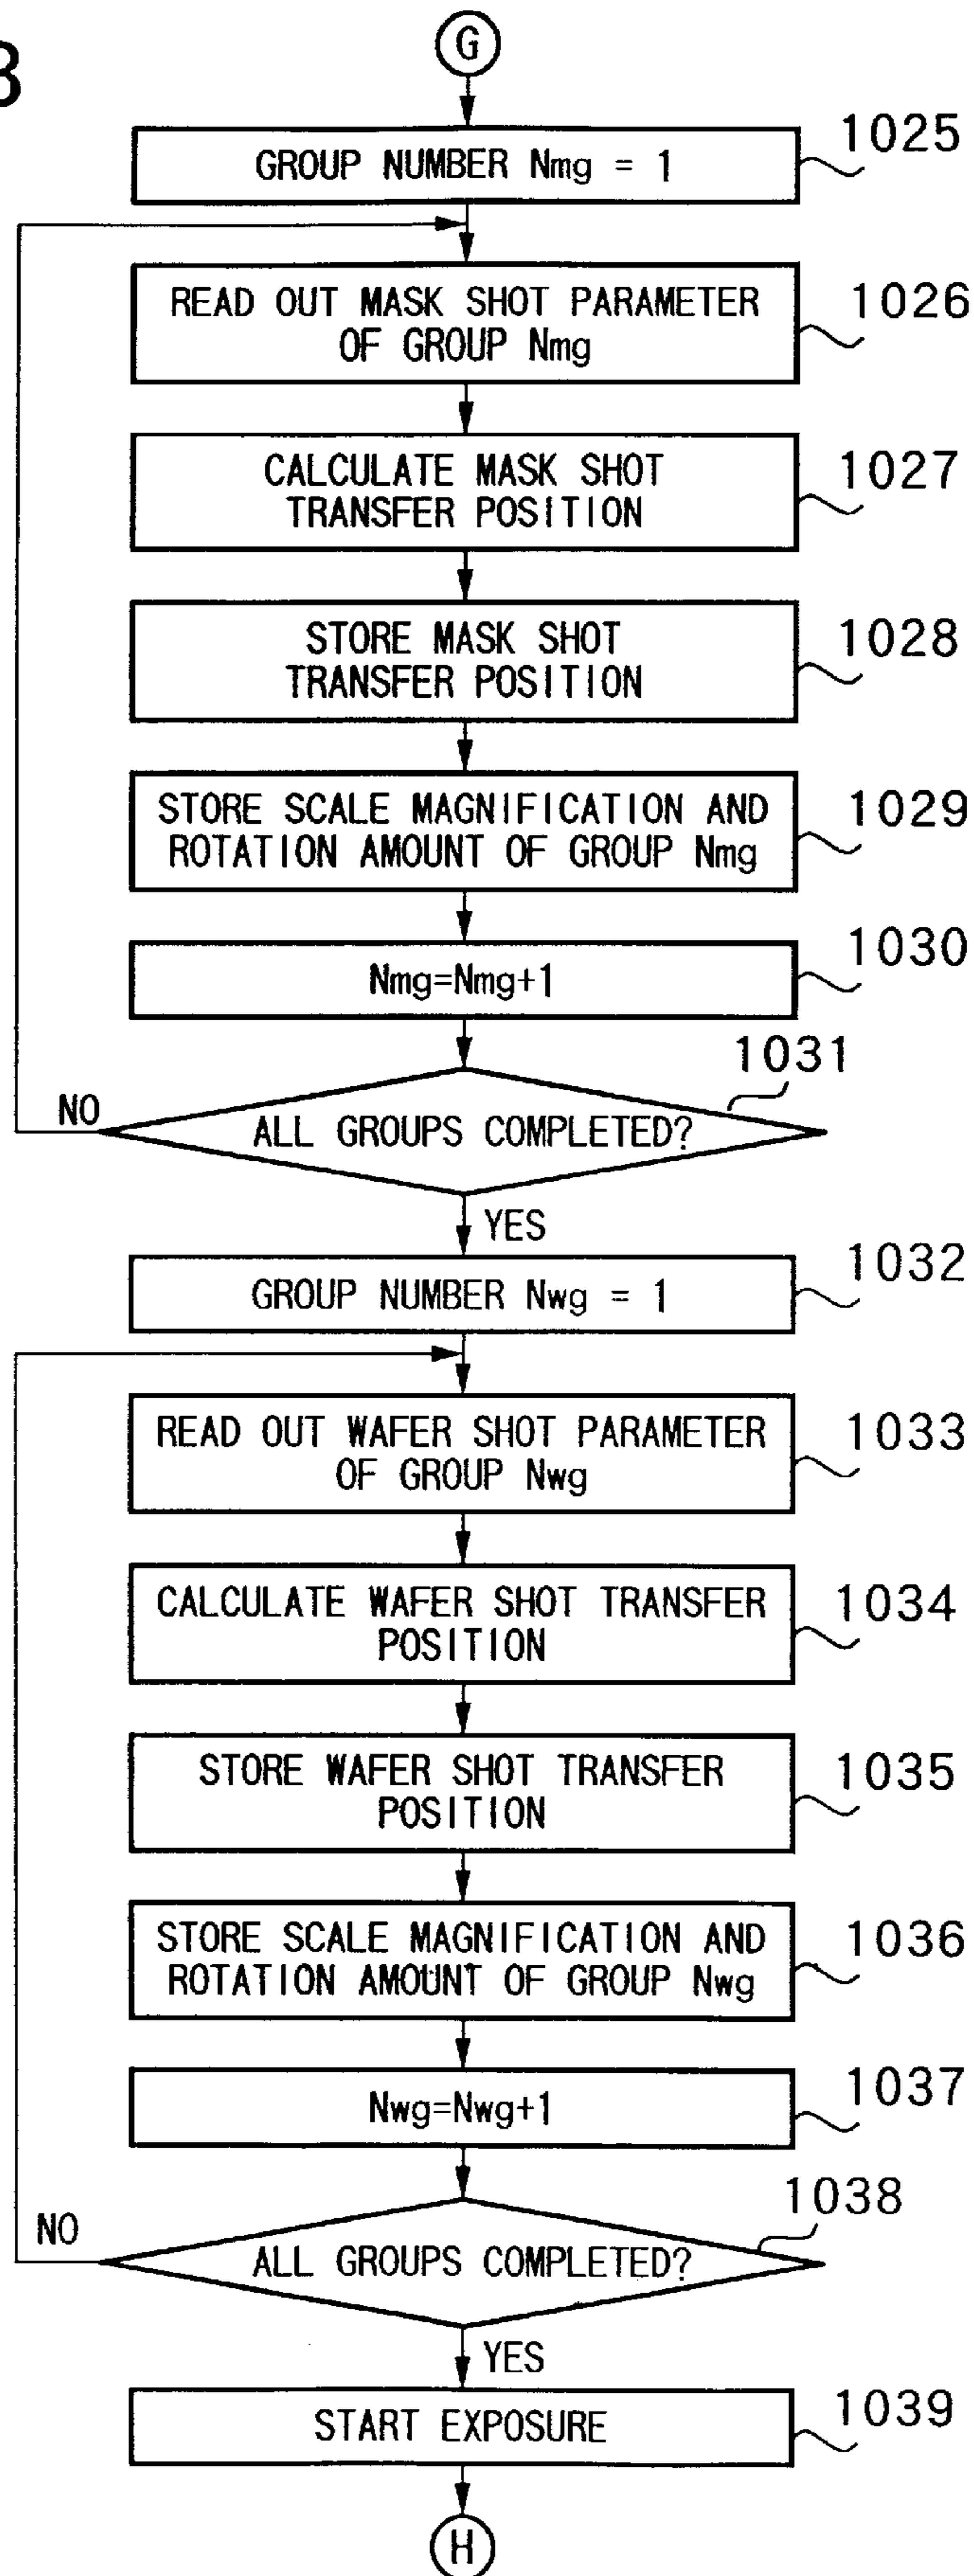 G
GROUP NUMBER Nmg = 1
1025
READ OUT MASK SHOT PARAMETER
OF GROUP Nmg
1026
CALCULATE MASK SHOT
TRANSFER POSITION
1027
STORE MASK SHOT
TRANSFER POSITION
1028
STORE SCALE MAGNIFICATION AND
ROTATION AMOUNT OF GROUP Nmg
1029
Nmg=Nmg+1
1030
1031
NO
ALL GROUPS COMPLETED?
YES
GROUP NUMBER Nwg = 1
1032
READ OUT WAFER SHOT PARAMETER
OF GROUP Nwg
1033
CALCULATE WAFER SHOT TRANSFER
POSITION
1034
STORE WAFER SHOT TRANSFER
POSITION
1035
STORE SCALE MAGNIFICATION AND
ROTATION AMOUNT OF GROUP Nwg
1036
Nwg=Nwg+1
1037
1038
NO
ALL GROUPS COMPLETED?
YES
START EXPOSURE
1039
H